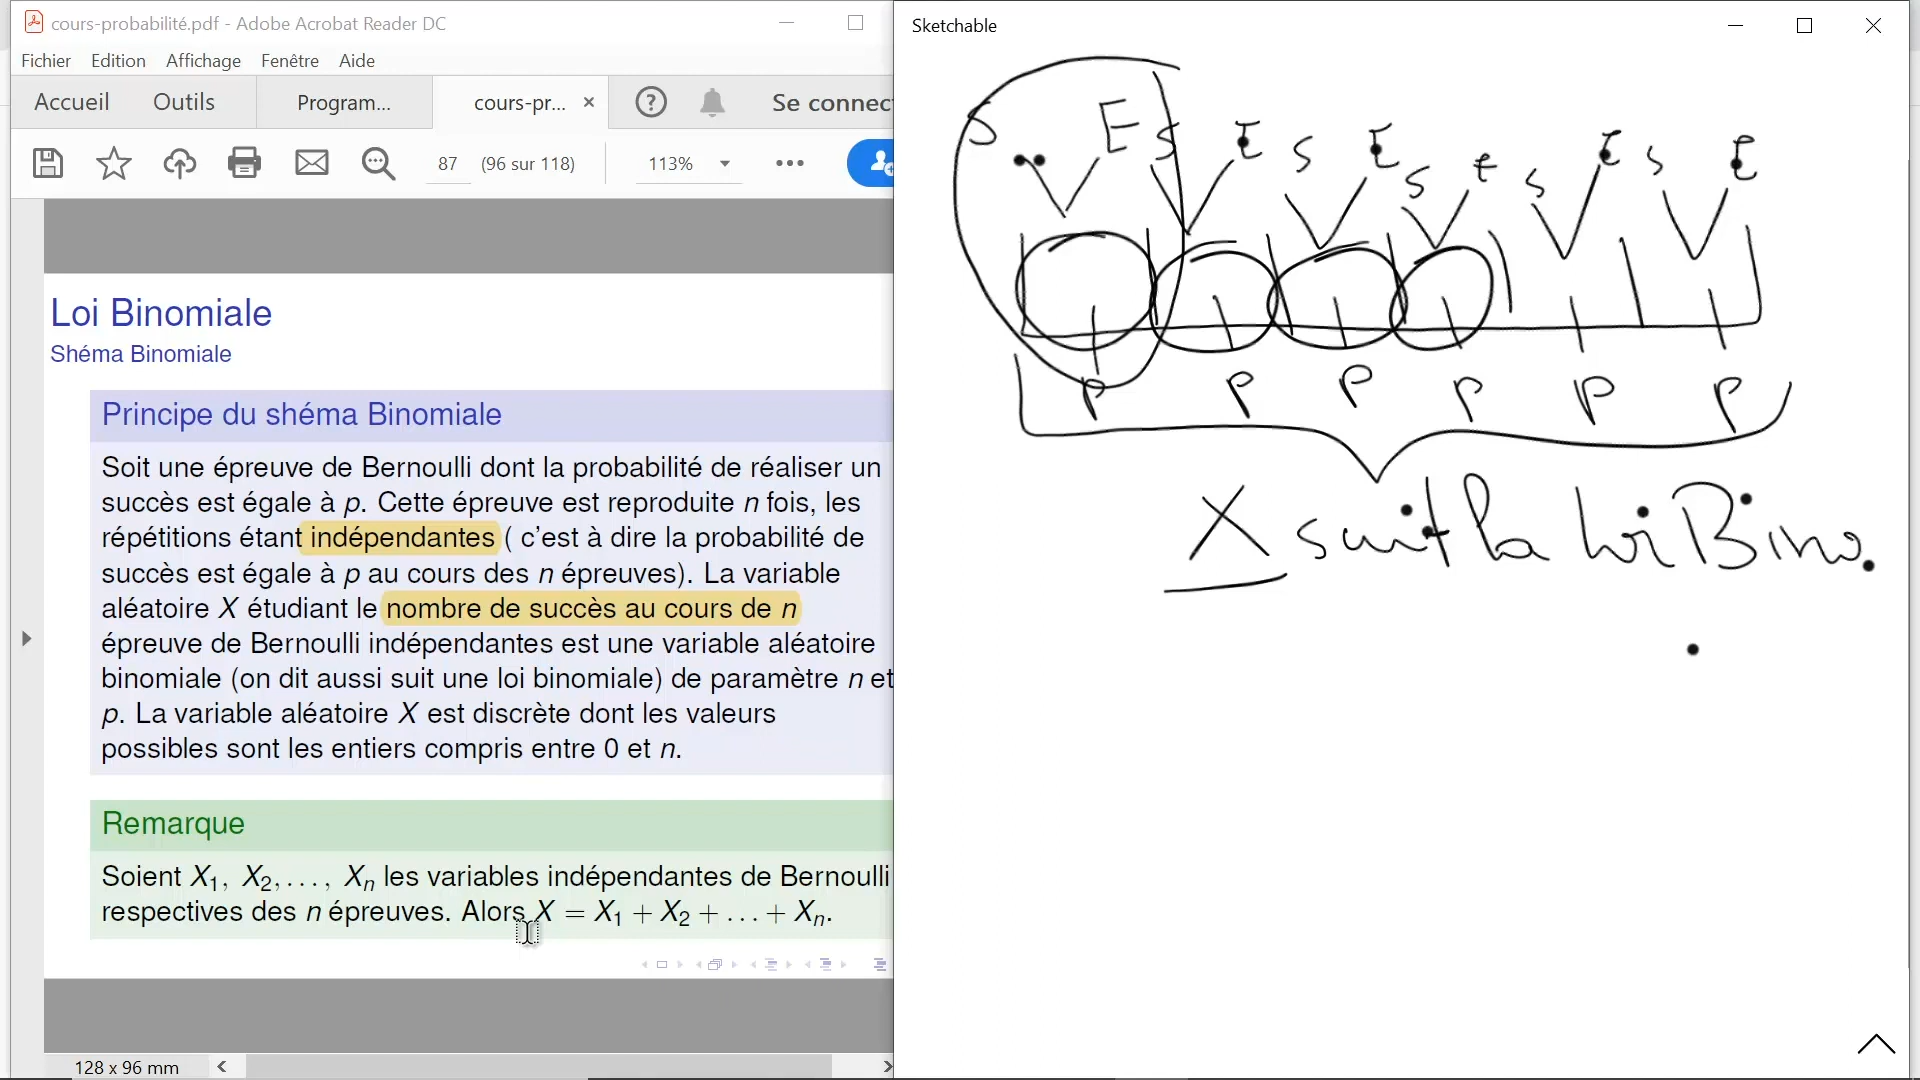 cours-probabilité.pdf - Adobe Acrobat Reader DC
Fichier Edition Affichage Fenêtre Aide
Accueil Outils Program... cours-pr... × ? Se connec
87 (96 sur 118) 113%
Loi Binomiale
Shéma Binomiale
Principe du shéma Binomiale
Soit une épreuve de Bernoulli dont la probabilité de réaliser un
succès est égale à p. Cette épreuve est reproduite n fois, les
répétitions étant indépendantes ( c'est à dire la probabilité de
succès est égale à p au cours des n épreuves). La variable
aléatoire X étudiant le nombre de succès au cours de n
épreuve de Bernoulli indépendantes est une variable aléatoire
binomiale (on dit aussi suit une loi binomiale) de paramètre n et
p. La variable aléatoire X est discrète dont les valeurs
possibles sont les entiers compris entre 0 et n.
Remarque
Soient X₁, X₂,..., Xₙ les variables indépendantes de Bernoulli
respectives des n épreuves. Alors X = X₁ + X₂ + ... + Xₙ.
128 x 96 mm
Sketchable
S E S E S E S E S E S E
P P P P P P
X suit la loi Bino.